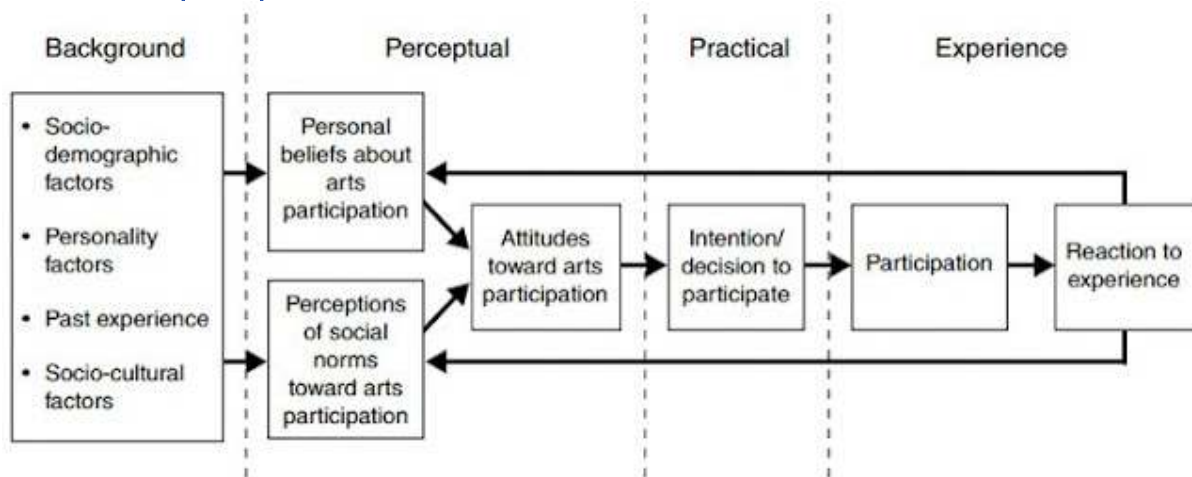 Background
Perceptual
Practical
Experience
• Socio-
demographic
factors
• Personality
factors
• Past experience
• Socio-cultural
factors
Personal
beliefs about
arts
participation
Perceptions
of social
norms
toward arts
participation
Attitudes
toward arts
participation
Intention/
decision to
participate
Participation
Reaction to
experience